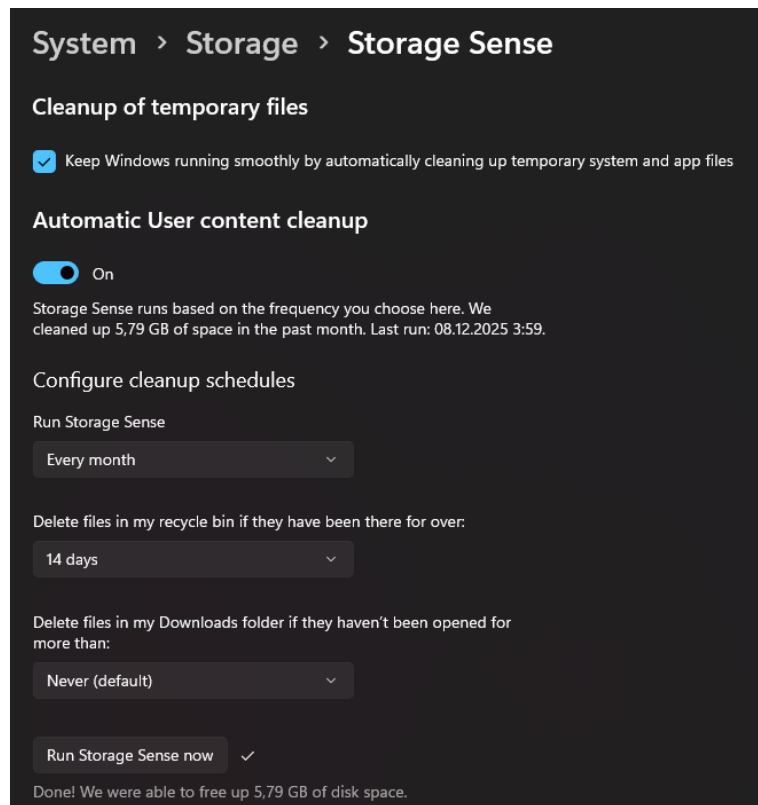 System > Storage > Storage Sense
Cleanup of temporary files
Keep Windows running smoothly by automatically cleaning up temporary system and app files
Automatic User content cleanup
On
Storage Sense runs based on the frequency you choose here. We
cleaned up 5,79 GB of space in the past month. Last run: 08.12.2025 3:59.
Configure cleanup schedules
Run Storage Sense
Every month
Delete files in my recycle bin if they have been there for over:
14 days
Delete files in my Downloads folder if they haven't been opened for
more than:
Never (default)
Run Storage Sense now
Done! We were able to free up 5,79 GB of disk space.